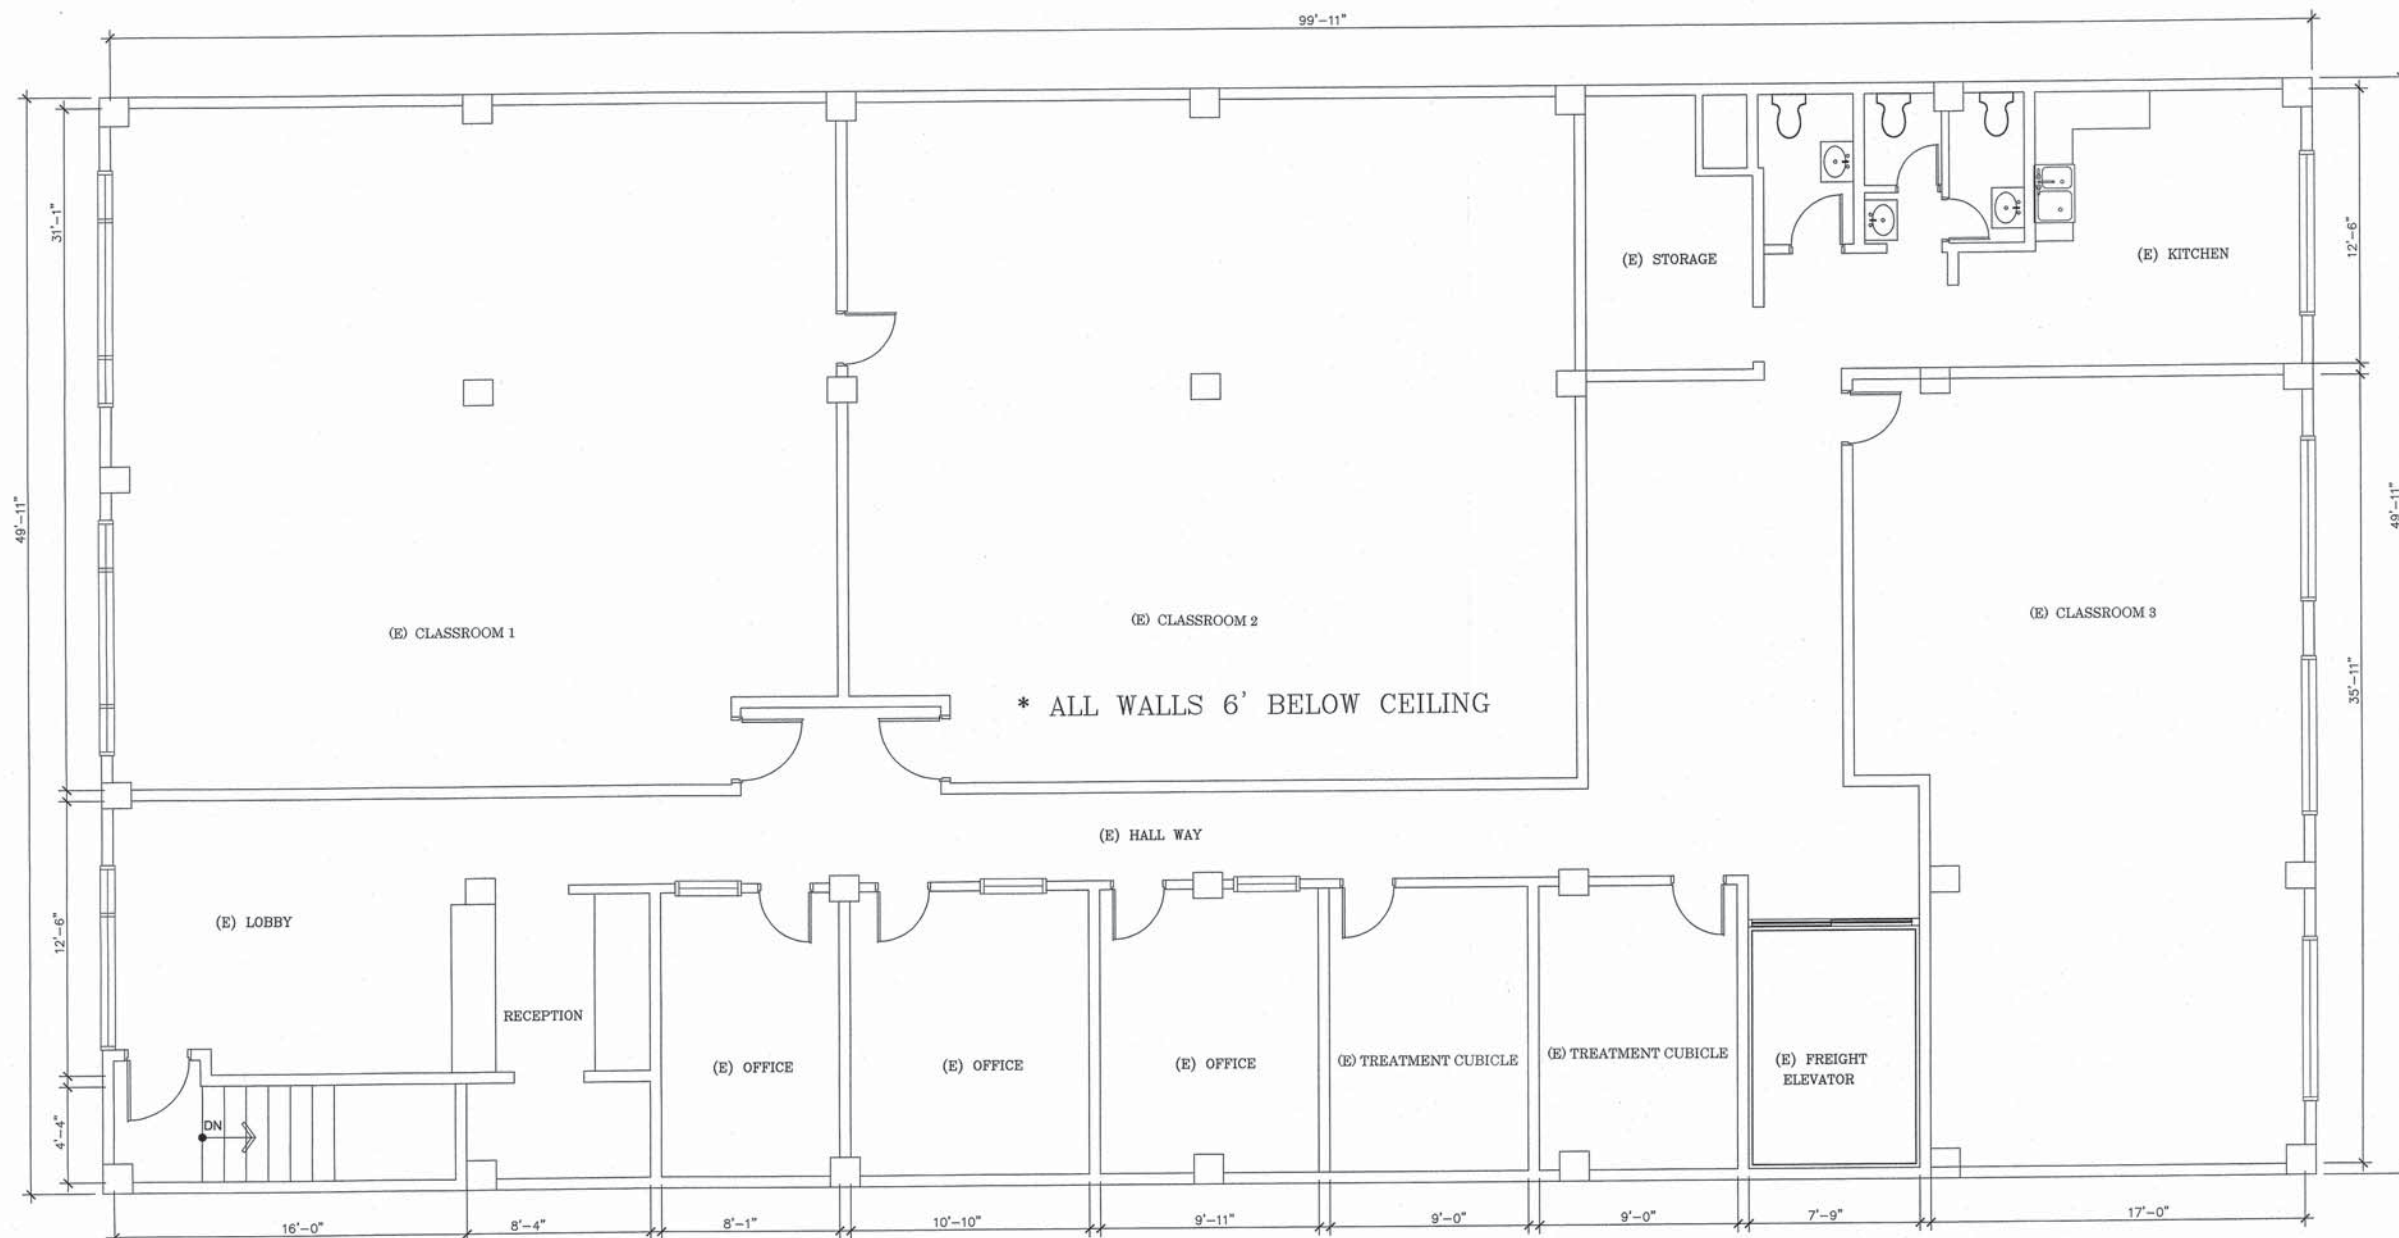 99'-11"
31'-1"
49'-11"
12'-6"
(E) STORAGE
(E) KITCHEN
12'-6"
49'-11"
(E) CLASSROOM 1
(E) CLASSROOM 2
(E) CLASSROOM 3
* ALL WALLS 6' BELOW CEILING
35'-11"
(E) HALL WAY
(E) LOBBY
RECEPTION
(E) OFFICE
(E) OFFICE
(E) OFFICE
(E) TREATMENT CUBICLE
(E) TREATMENT CUBICLE
(E) FREIGHT
ELEVATOR
4'-4"
DN
16'-0"
8'-4"
8'-1"
10'-10"
9'-11"
9'-0"
9'-0"
7'-9"
17'-0"